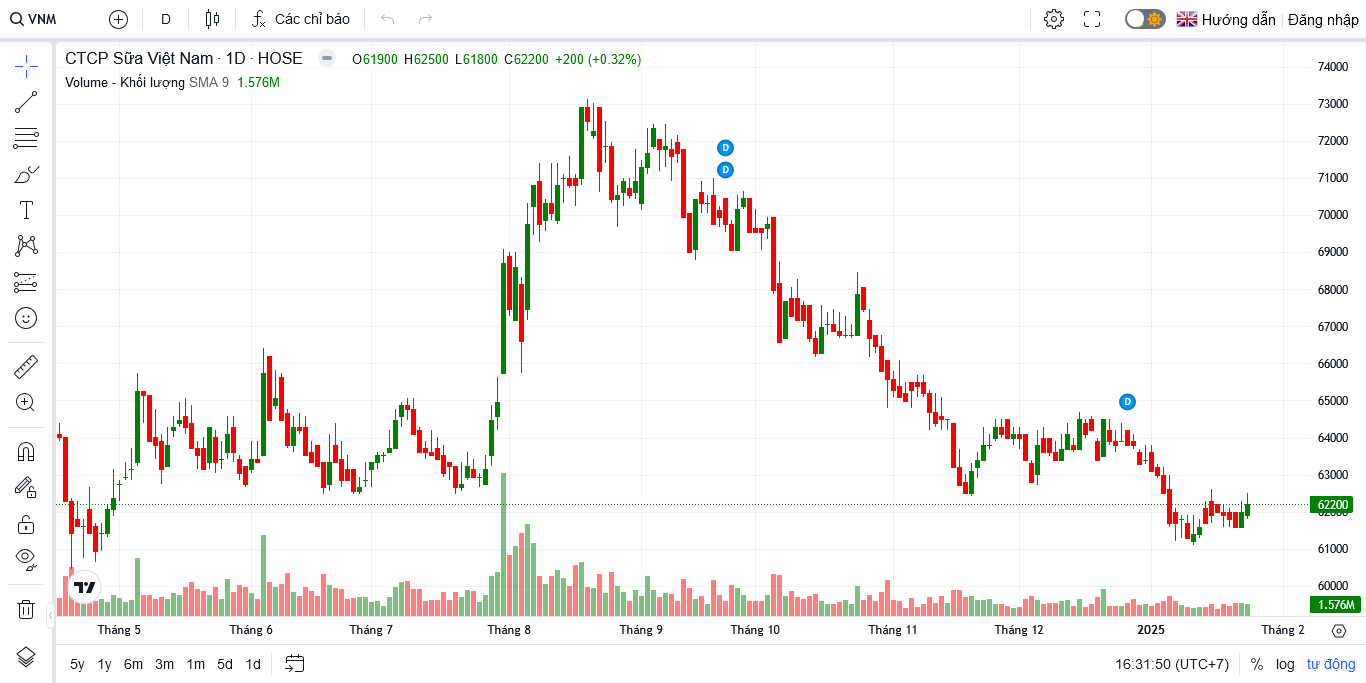 VNM D Các chỉ báo Hướng dẫn Đăng nhập
CTCP Sữa Việt Nam · 1D · HOSE O61900 H62500 L61800 C62200 +200 (+0.32%)
Volume - Khối lượng SMA 9 1.576M
74000
73000
72000
D
D
71000
70000
69000
68000
67000
66000
65000
D
64000
63000
62200
62000
61000
60000
1.576M
Tháng 5 Tháng 6 Tháng 7 Tháng 8 Tháng 9 Tháng 10 Tháng 11 Tháng 12 2025 Tháng 2
5y 1y 6m 3m 1m 5d 1d 16:31:50 (UTC+7) % log tự động